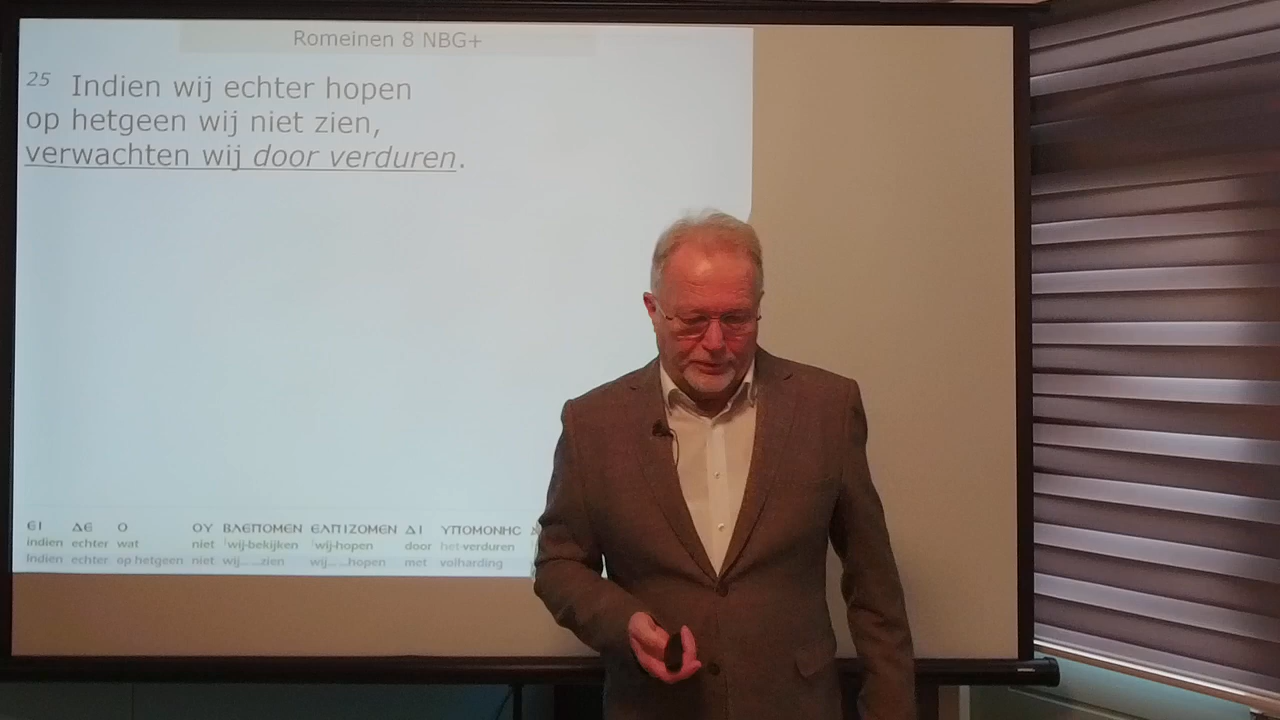 Romeinen 8 NBG+
25 Indien wij echter hopen
op hetgeen wij niet zien,
verwachten wij door verduren.
ЄΙ ΔЄ Ο ΟΥ ΒΛЄΠΟΜЄΝ ЄΛΠΙΖΟΜЄΝ ΔΙ ΥΠΟΜΟΝΗC
indien echter wat niet wij-bekijken wij-hopen door het-verduren
Indien echter op hetgeen niet wij......zien wij......hopen met volharding